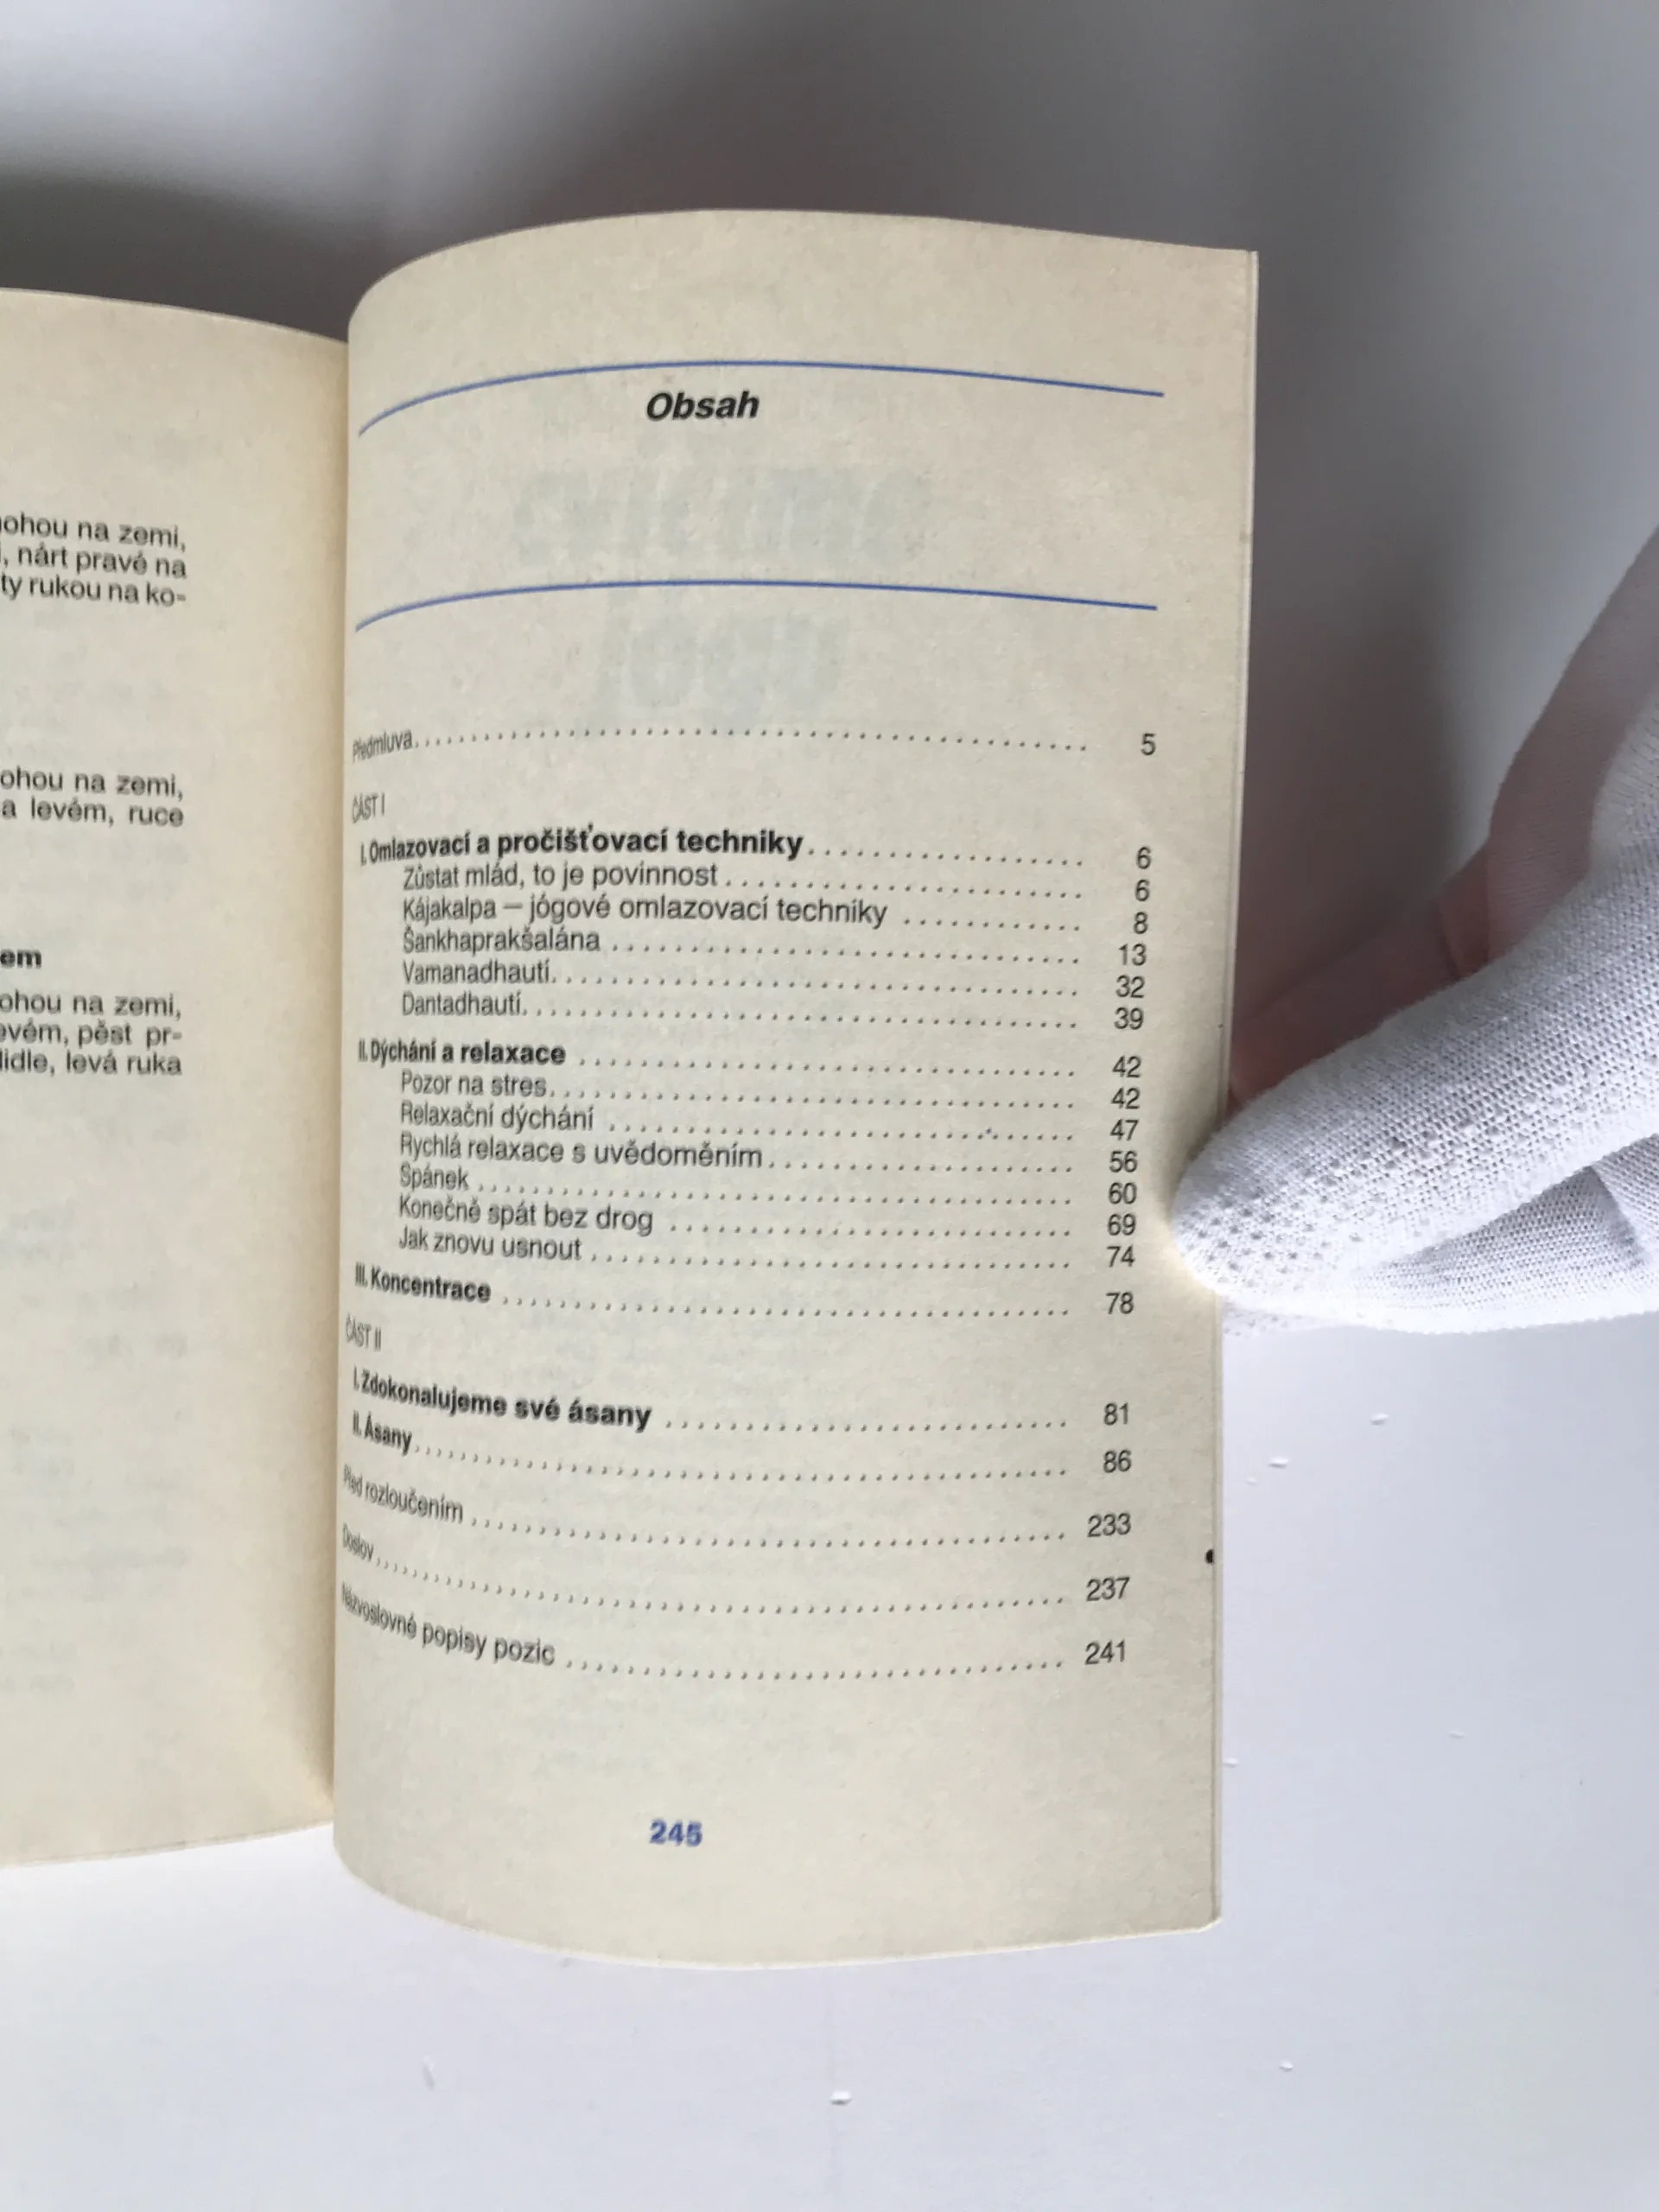 nohou na zemi,
, nárt pravé na
ty rukou na ko-
ohou na zemi,
a levém, ruce
em
ohou na zemi,
evém, pěst pr-
lidle, levá ruka
Obsah
Předmluva........................................ 5
ČÁST I
I. Omlazovací a pročišťovací techniky.................. 6
Zůstat mlád, to je povinnost....................... 6
Kájakalpa — jógové omlazovací techniky ............ 8
Šankhaprakšalána ............................... 13
Vamanadhautí................................... 32
Dantadhautí.................................... 39
II. Dýchání a relaxace ............................... 42
Pozor na stres.................................. 42
Relaxační dýchání .............................. 47
Rychlá relaxace s uvědoměním..................... 56
Spánek ...................................... 60
Konečně spát bez drog .......................... 69
Jak znovu usnout ............................... 74
III. Koncentrace ..................................... 78
ČÁST II
I. Zdokonalujeme své ásany .......................... 81
II. Ásany........................................... 86
Před rozloučením ..................................... 233
Doslov............................................ 237
Názvoslovné popisy pozic ............................... 241
245